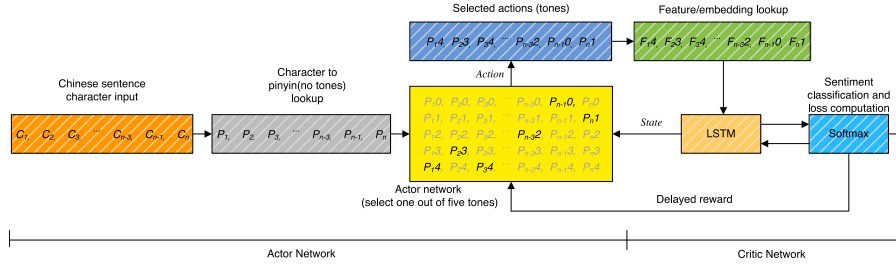 Selected actions (tones)
Feature/embedding lookup
P₁4 P₂3, P₃4, ... Pₙ₋₃2, Pₙ₋₁0, Pₙ1
F₁4 F₂3, F₃4, ... Fₙ₋₃2, Fₙ₋₁0, Fₙ1
Chinese sentence
character input
Character to
pinyin(no tones)
lookup
Action
Sentiment
classification and
loss computation
C₁, C₂, C₃, ... Cₙ₋₃, Cₙ₋₁, Cₙ
P₁, P₂, P₃, ... Pₙ₋₃, Pₙ₋₁, Pₙ
P₁0, P₂0, P₃0, ... Pₙ₋₃0, Pₙ₋₁0, Pₙ0
P₁1, P₂1, P₃1, ... Pₙ₋₃1, Pₙ₋₁1, Pₙ1
P₁2, P₂2, P₃2, ... Pₙ₋₃2, Pₙ₋₁2, Pₙ2
P₁3, P₂3, P₃3, ... Pₙ₋₃3, Pₙ₋₁3, Pₙ3
P₁4, P₂4, P₃4, ... Pₙ₋₃4, Pₙ₋₁4, Pₙ4
State
LSTM
Softmax
Actor network
(select one out of five tones)
Delayed reward
Actor Network
Critic Network